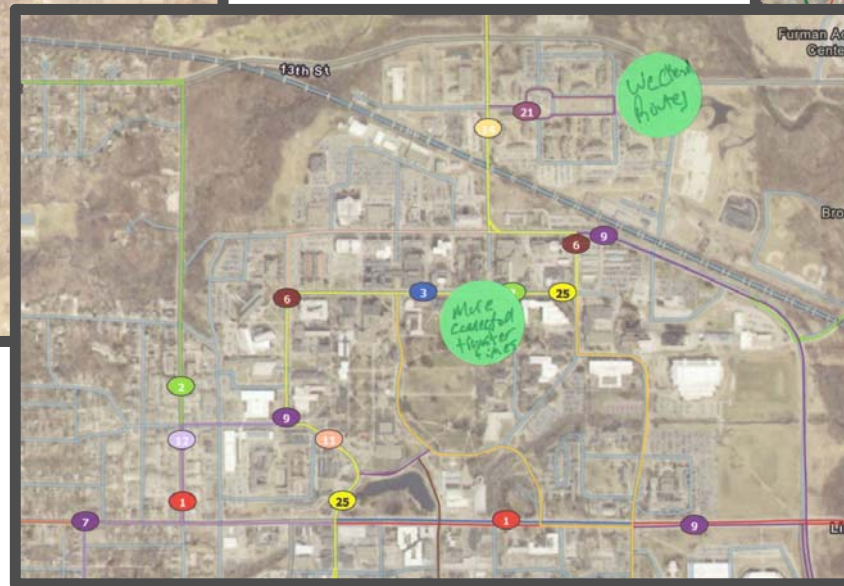 Furman Ac
Cente
13th St
Weekend
Routes
21
Bro
9
6
3
25
6
More
connected
transfer
times
2
9
12
11
1
25
7
1
9
Li